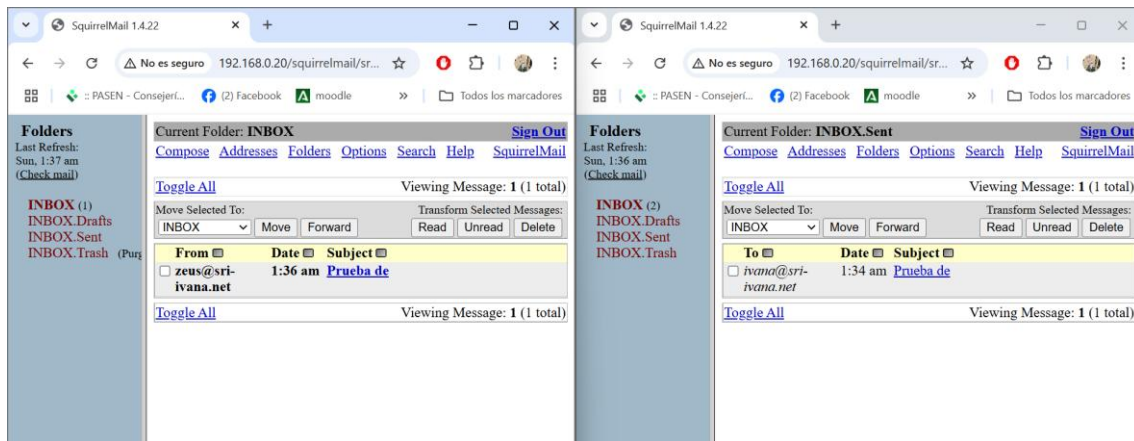 SquirrelMail 1.4.22
No es seguro 192.168.0.20/squirrelmail/sr...
:: PASEN - Consejerí... (2) Facebook moodle » Todos los marcadores
Folders
Last Refresh:
Sun, 1:37 am
(Check mail)
INBOX (1)
INBOX.Drafts
INBOX.Sent
INBOX.Trash (Purg
Current Folder: INBOX Sign Out
Compose Addresses Folders Options Search Help SquirrelMail
Toggle All Viewing Message: 1 (1 total)
Move Selected To: Transform Selected Messages:
INBOX Move Forward Read Unread Delete
From Date Subject
zeus@sri- 1:36 am Prueba de
ivana.net
Toggle All Viewing Message: 1 (1 total)
SquirrelMail 1.4.22
No es seguro 192.168.0.20/squirrelmail/sr...
:: PASEN - Consejerí... (2) Facebook moodle » Todos los marcadores
Folders
Last Refresh:
Sun, 1:36 am
(Check mail)
INBOX (2)
INBOX.Drafts
INBOX.Sent
INBOX.Trash
Current Folder: INBOX.Sent Sign Out
Compose Addresses Folders Options Search Help SquirrelMail
Toggle All Viewing Message: 1 (1 total)
Move Selected To: Transform Selected Messages:
INBOX Move Forward Read Unread Delete
To Date Subject
ivana@sri- 1:34 am Prueba de
ivana.net
Toggle All Viewing Message: 1 (1 total)